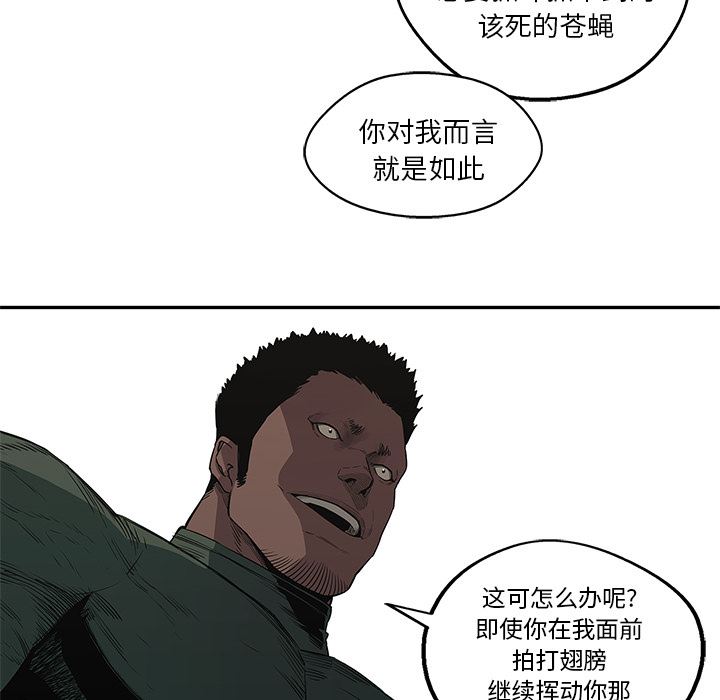 该死的苍蝇
你对我而言
就是如此
这可怎么办呢?
即使你在我面前
拍打翅膀
继续挥动你那